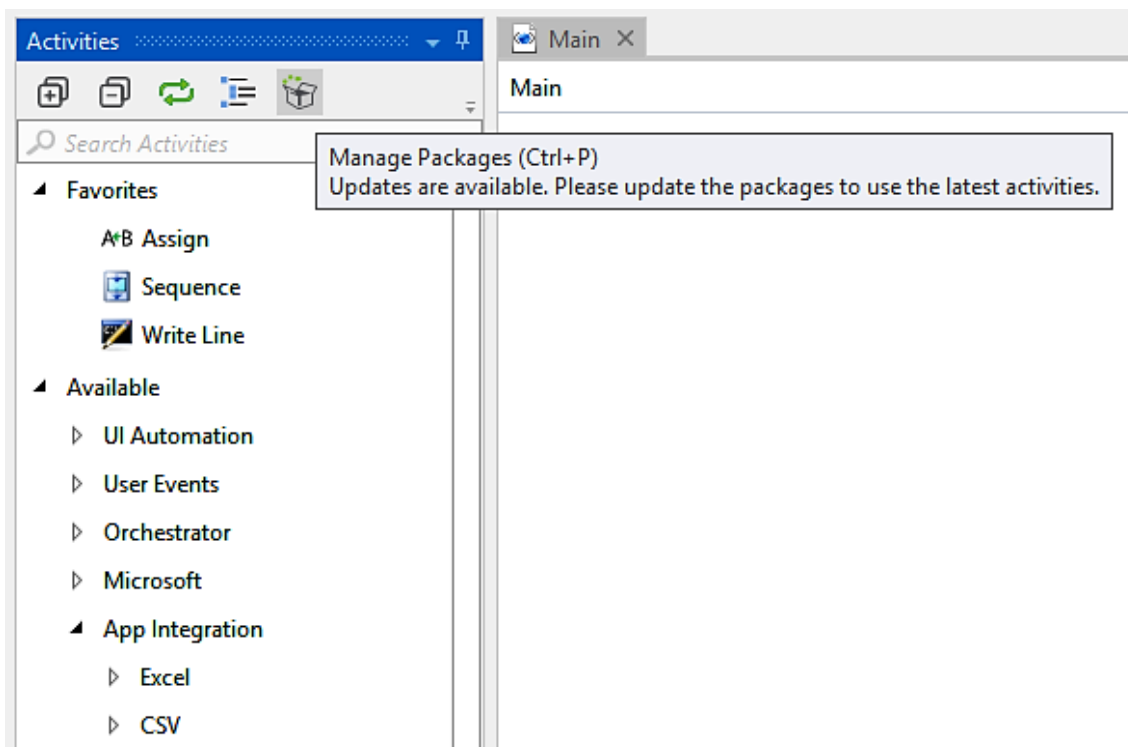 Activities
Main
Main
Search Activities
Manage Packages (Ctrl+P)
Updates are available. Please update the packages to use the latest activities.
Favorites
A+B Assign
Sequence
Write Line
Available
UI Automation
User Events
Orchestrator
Microsoft
App Integration
Excel
CSV